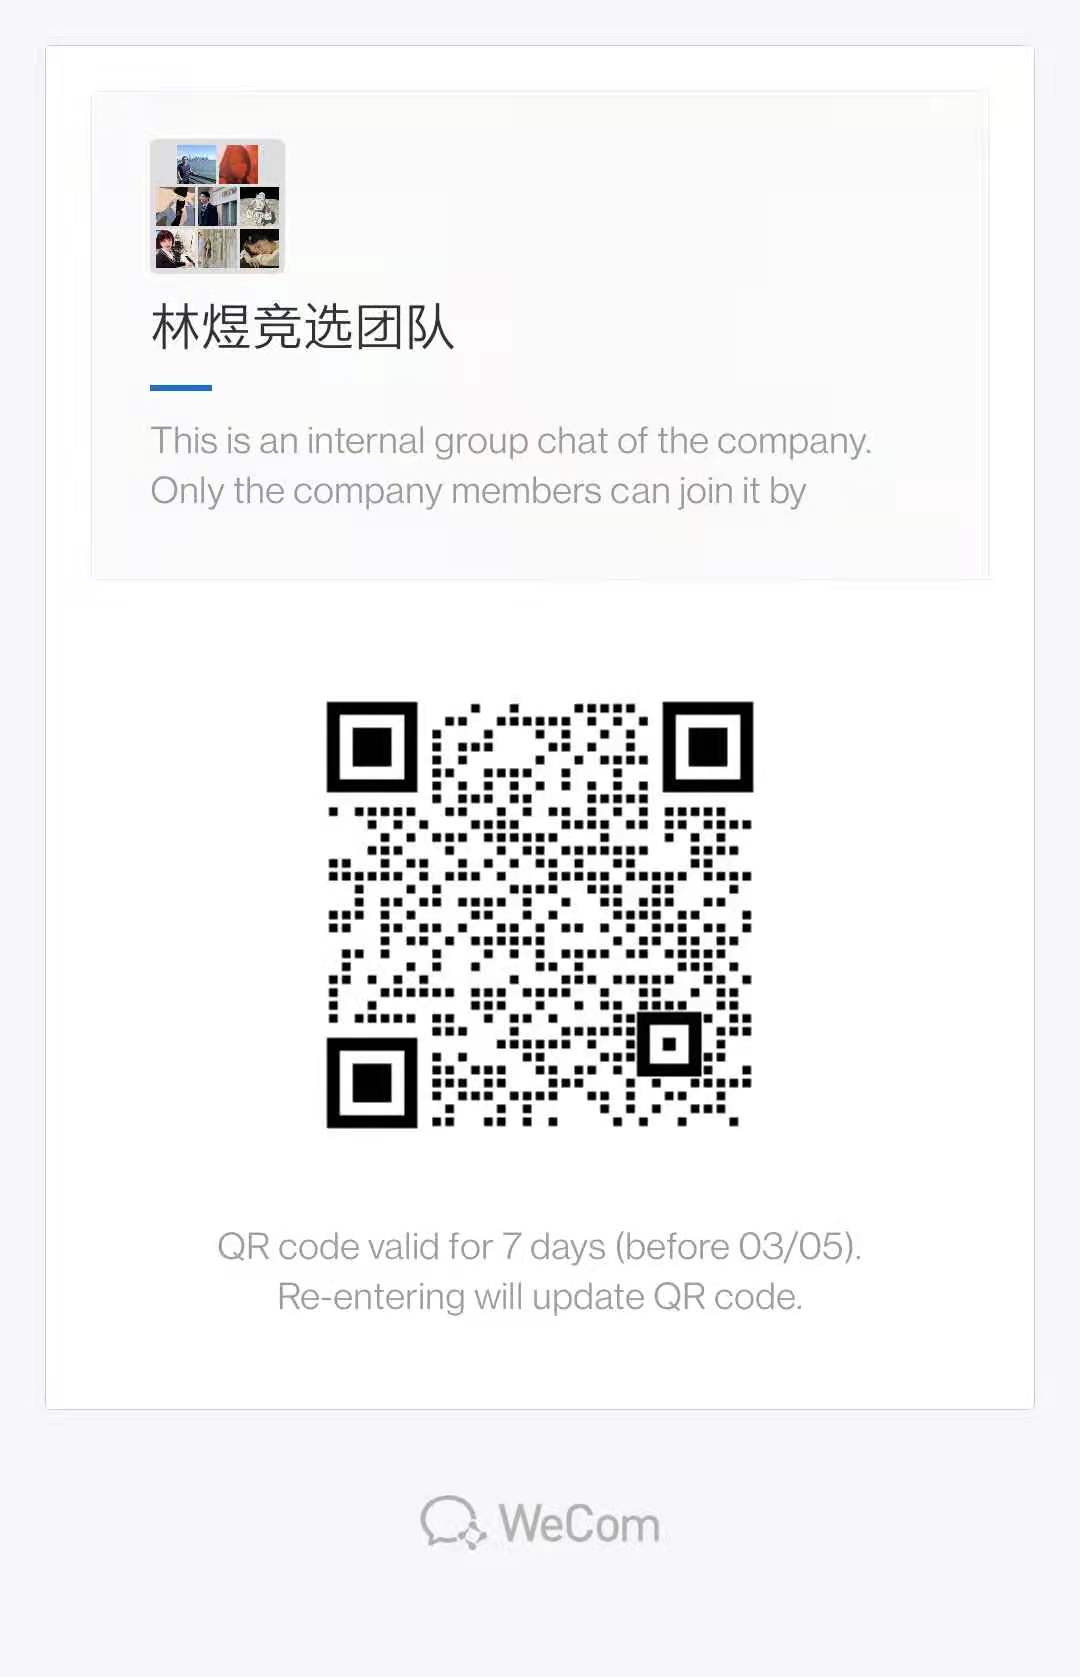 林煜竞选团队
This is an internal group chat of the company.
Only the company members can join it by
QR code valid for 7 days (before 03/05).
Re-entering will update QR code.
WeCom